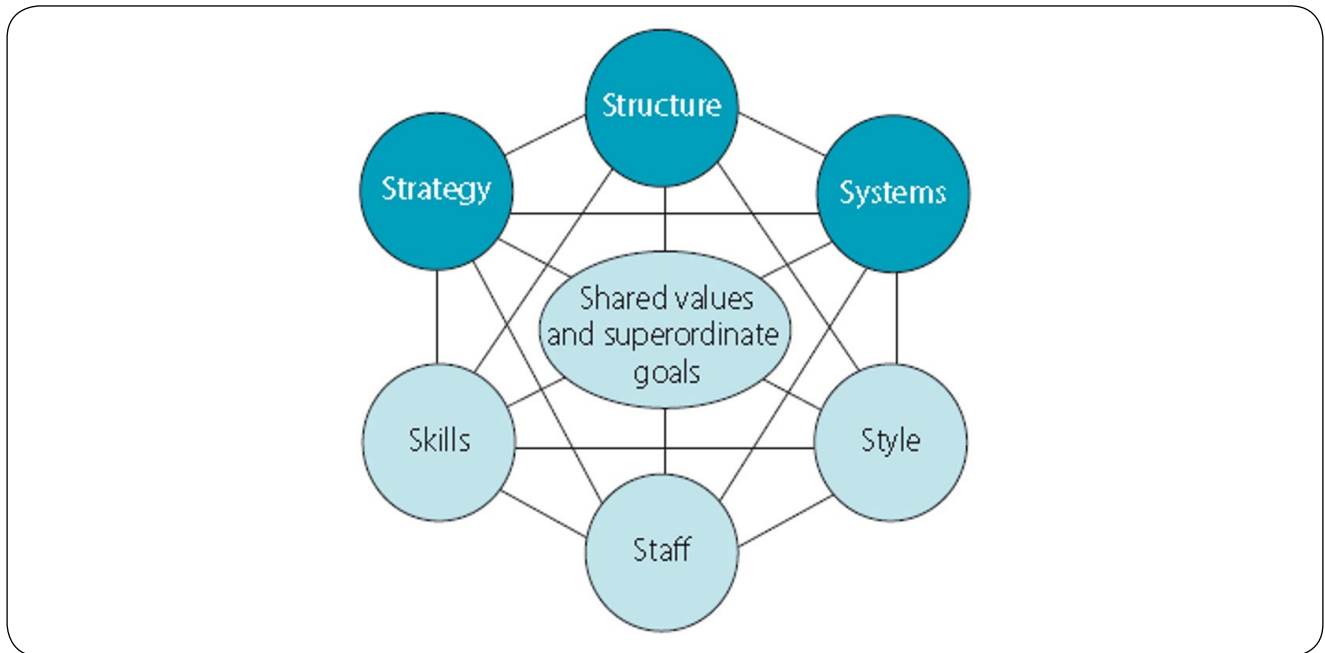 Structure
Strategy
Systems
Shared values
and superordinate
goals
Skills
Style
Staff